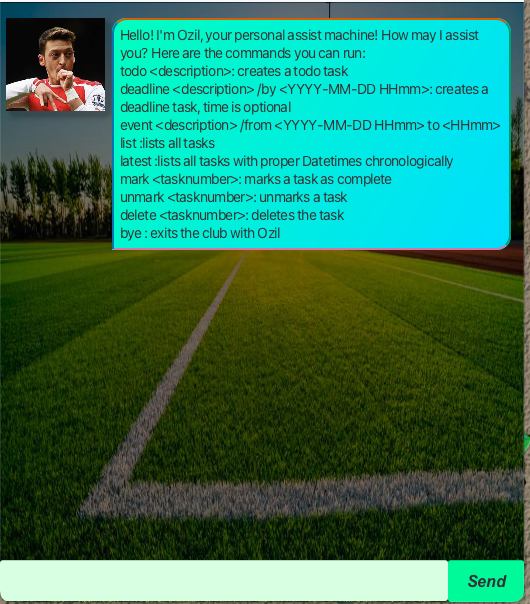 Hello! I'm Ozil, your personal assist machine! How may I assist
you? Here are the commands you can run:
todo <description>: creates a todo task
deadline <description> /by <YYYY-MM-DD HHmm>: creates a
deadline task, time is optional
event <description> /from <YYYY-MM-DD HHmm> to <HHmm>
list :lists all tasks
latest :lists all tasks with proper Datetimes chronologically
mark <tasknumber>: marks a task as complete
unmark <tasknumber>: unmarks a task
delete <tasknumber>: deletes the task
bye : exits the club with Ozil
Send